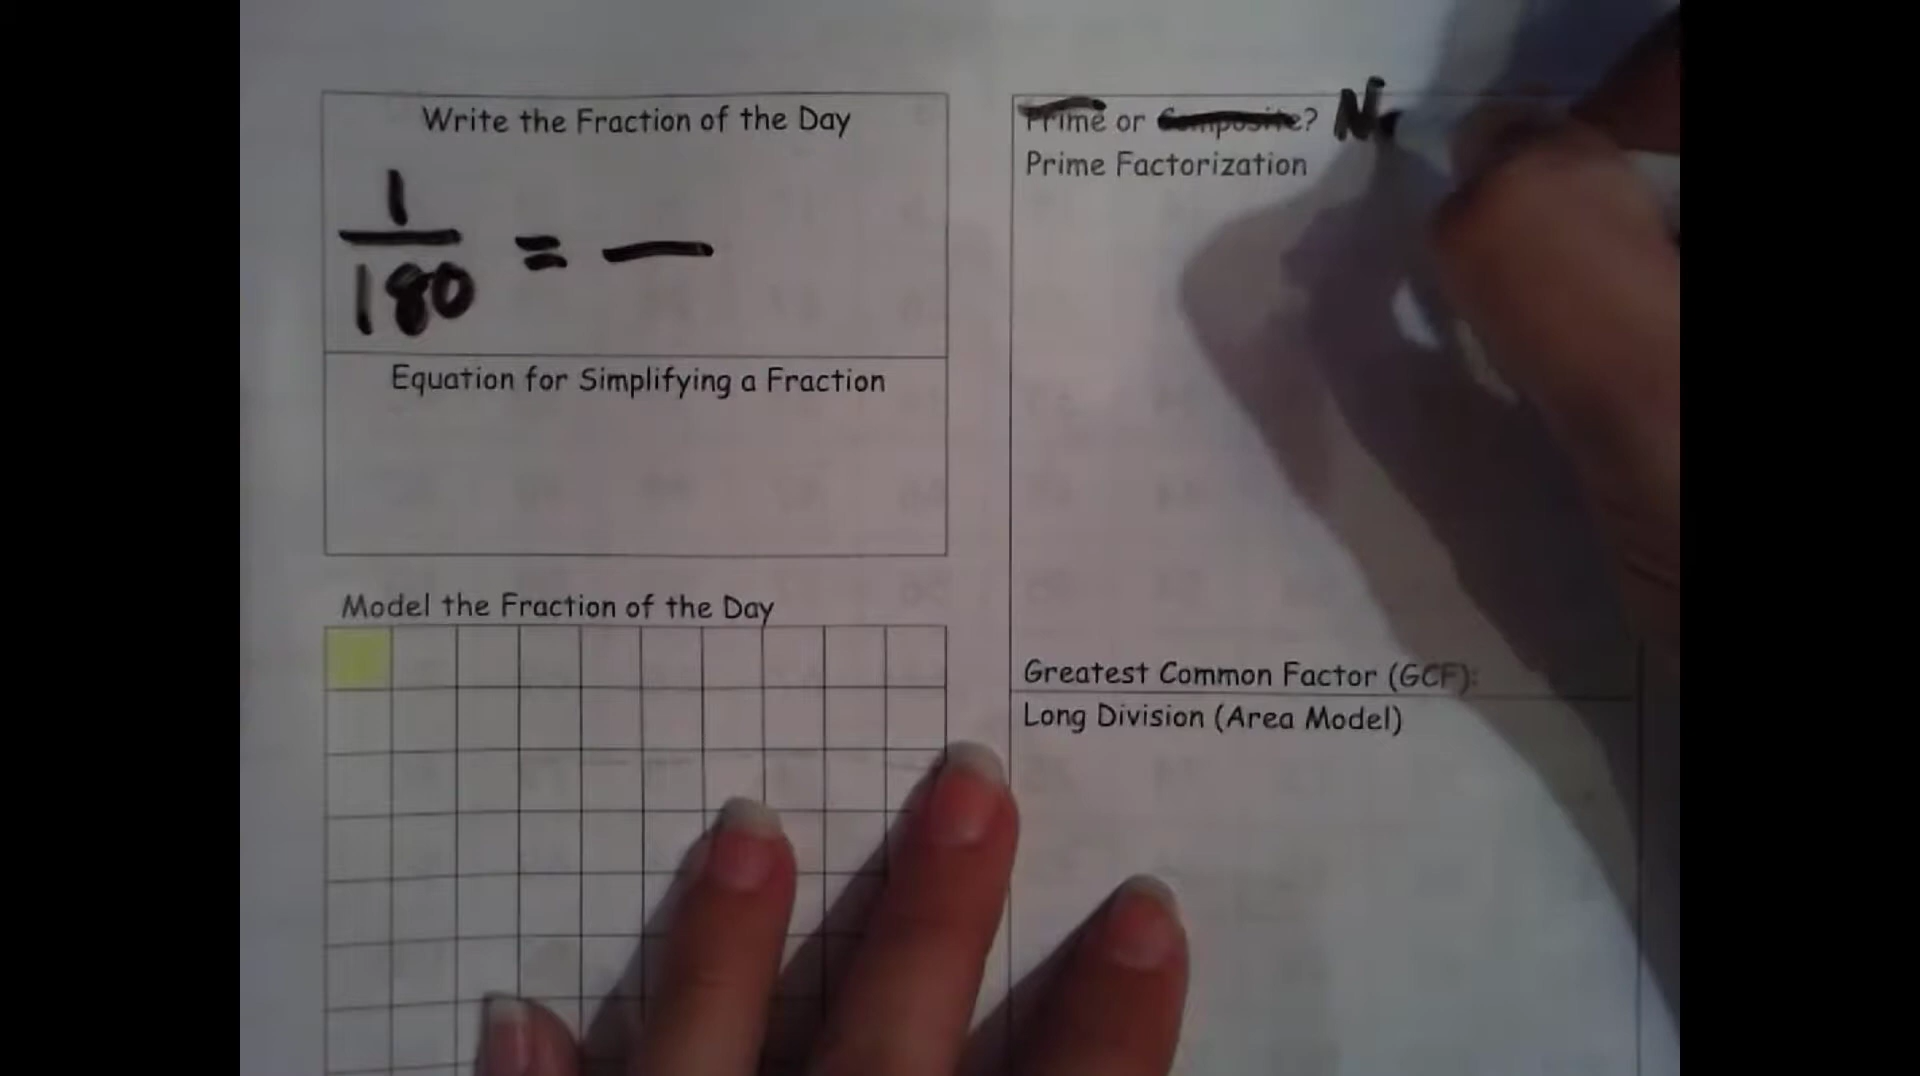 Write the Fraction of the Day
1
180 =
Equation for Simplifying a Fraction
Model the Fraction of the Day
Prime or Composite? N
Prime Factorization
Greatest Common Factor (GCF):
Long Division (Area Model)